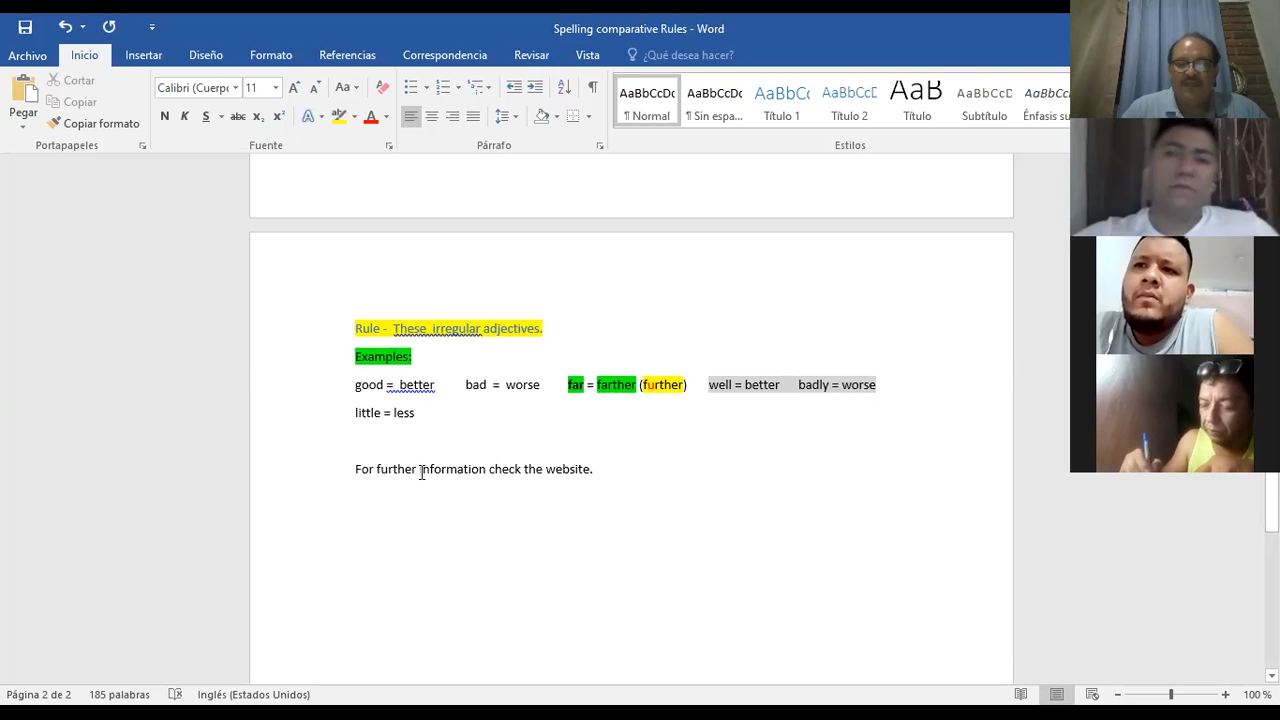 Spelling comparative Rules - Word
Archivo Inicio Insertar Diseño Formato Referencias Correspondencia Revisar Vista ¿Qué desea hacer?
Pegar
Cortar
Copiar
Copiar formato
Calibri (Cuerpo 11 Aa
N K S abc x₂ x² A A
AaBbCcDc AaBbCcDc AaBbCc AaBbCcD AaB AaBbCcD AaBbCcDc
¶ Normal ¶ Sin espa... Título 1 Título 2 Título Subtítulo Énfasis su
Portapapeles Fuente Párrafo Estilos
Rule - These irregular adjectives.
Examples:
good = better bad = worse far = farther (further) well = better badly = worse
little = less
For further information check the website.
Página 2 de 2 185 palabras Inglés (Estados Unidos) 100 %